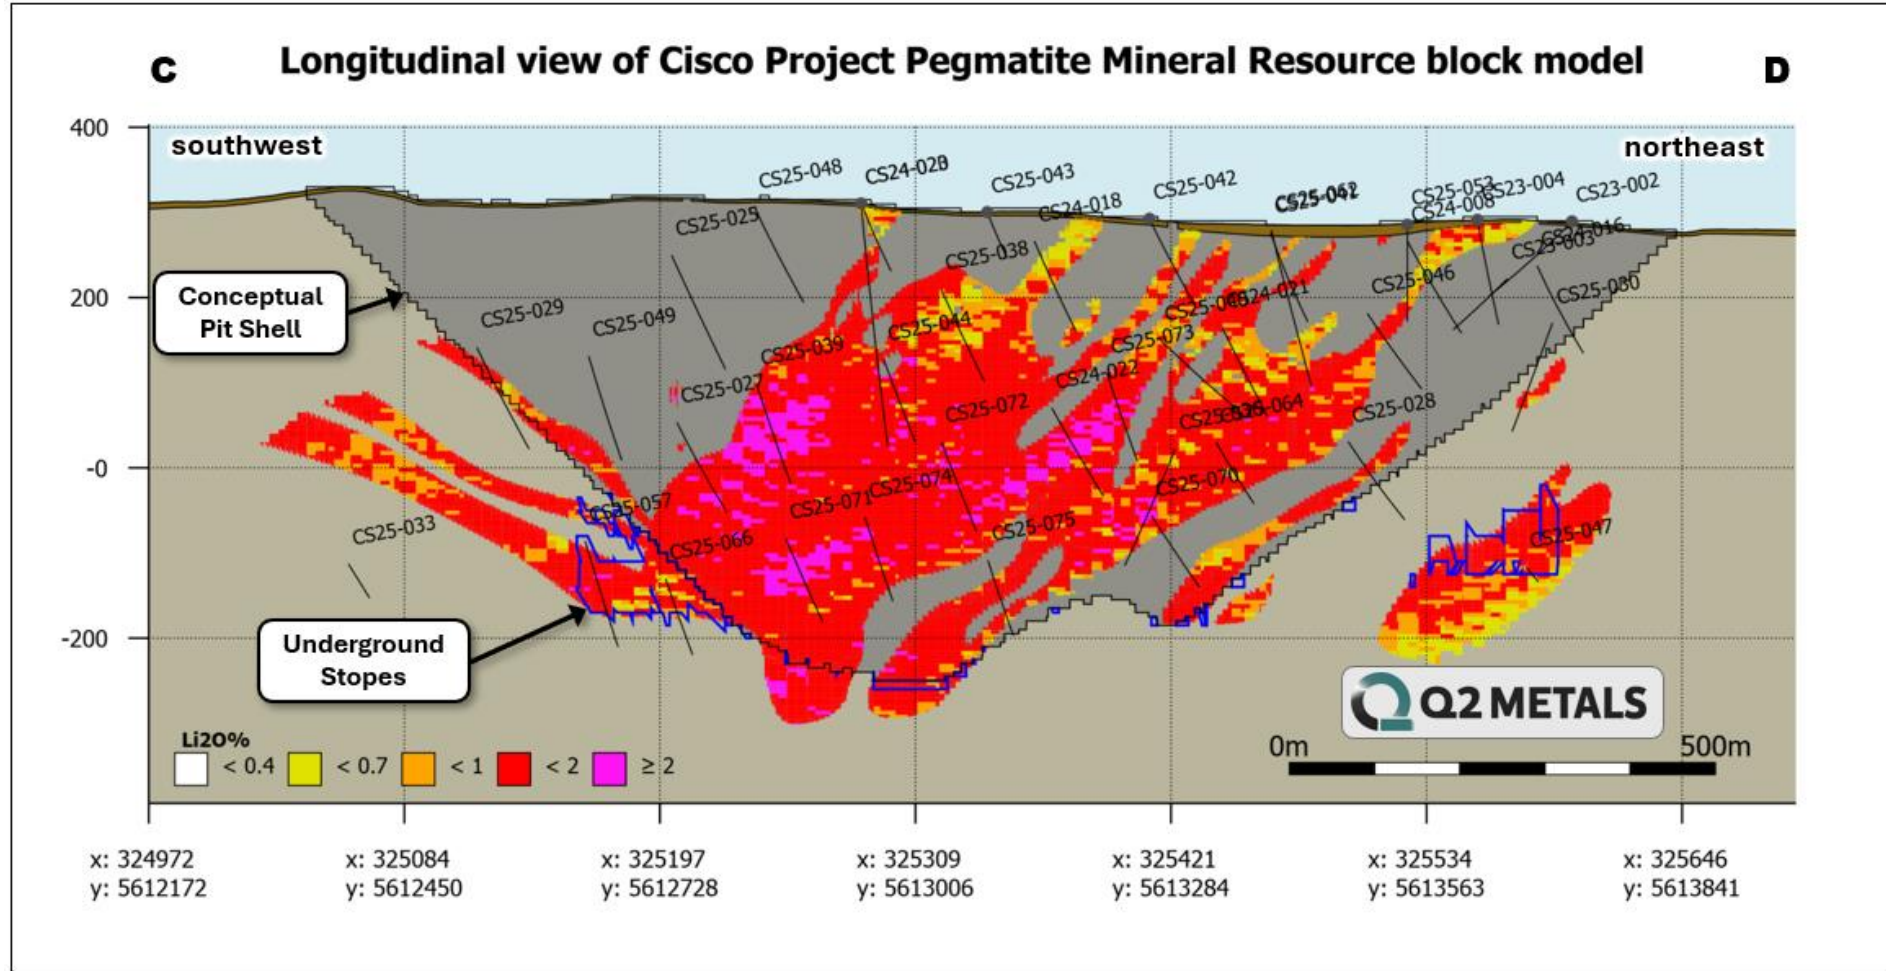 C
Longitudinal view of Cisco Project Pegmatite Mineral Resource block model
D
400
200
-0
-200
southwest
northeast
CS25-048
CS25-043
CS25-042
CS23-004
CS23-002
CS25-025
CS24-018
CS25-053
CS24-008
CS25-038
CS25-046
CS25-029
CS25-049
CS25-044
CS25-039
CS25-073
CS24-021
CS25-027
CS24-022
CS25-072
CS25-064
CS25-028
CS25-057
CS25-071
CS25-074
CS25-070
CS25-033
CS25-066
CS25-075
CS25-047
Conceptual
Pit Shell
Underground
Stopes
Li2O%
< 0.4
< 0.7
< 1
< 2
≥ 2
Q2 METALS
0m
500m
x: 324972
y: 5612172
x: 325084
y: 5612450
x: 325197
y: 5612728
x: 325309
y: 5613006
x: 325421
y: 5613284
x: 325534
y: 5613563
x: 325646
y: 5613841